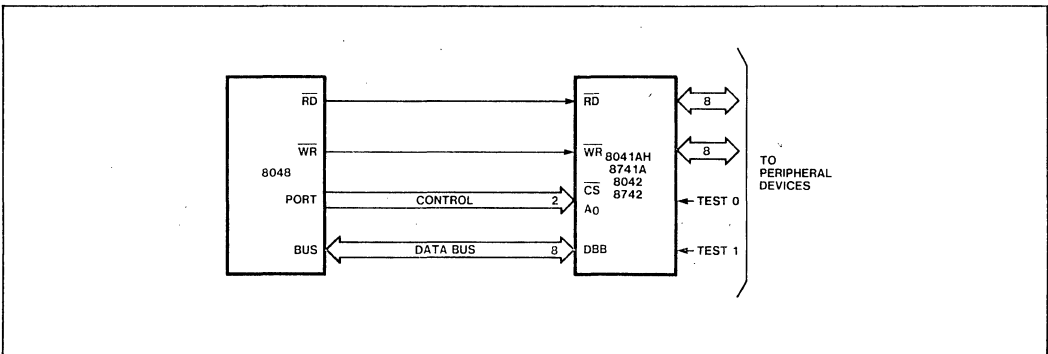 RD
WR
8048
PORT
BUS
CONTROL
2
DATA BUS
8
RD
WR
8041AH
8741A
8042
8742
CS
A0
DBB
8
8
TEST 0
TEST 1
TO
PERIPHERAL
DEVICES